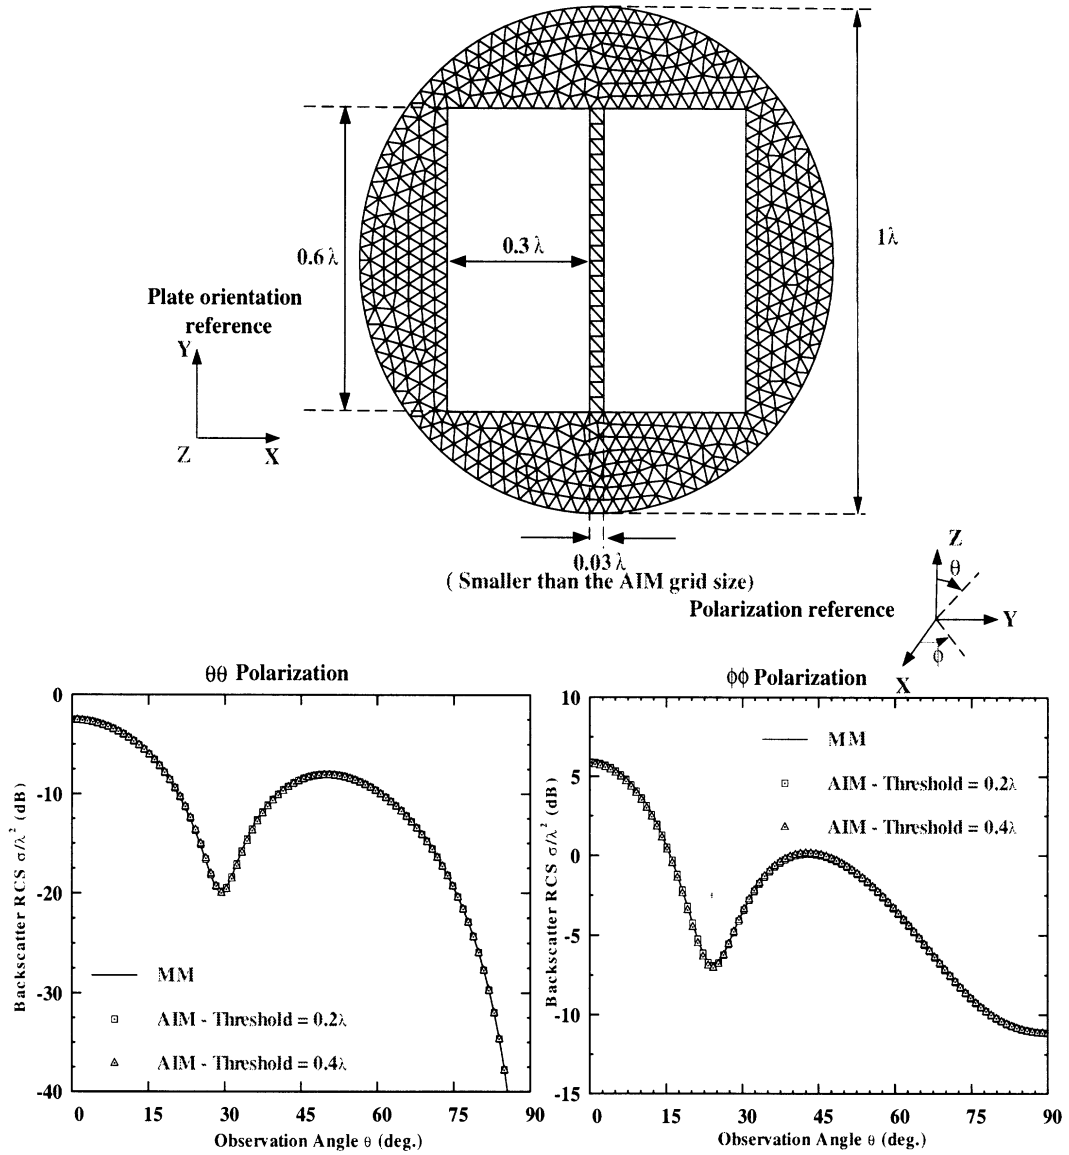 0.6 λ
0.3 λ
1λ
Plate orientation
reference
Y
Z
X
0.03 λ
( Smaller than the AIM grid size)
Polarization reference
Z
θ
Y
ϕ
X
θθ Polarization
0
-10
-20
-30
-40
Backscatter RCS σ/λ² (dB)
MM
AIM - Threshold = 0.2λ
AIM - Threshold = 0.4λ
0 15 30 45 60 75 90
Observation Angle θ (deg.)
ϕϕ Polarization
10
5
0
-5
-10
-15
Backscatter RCS σ/λ² (dB)
MM
AIM - Threshold = 0.2λ
AIM - Threshold = 0.4λ
0 15 30 45 60 75 90
Observation Angle θ (deg.)